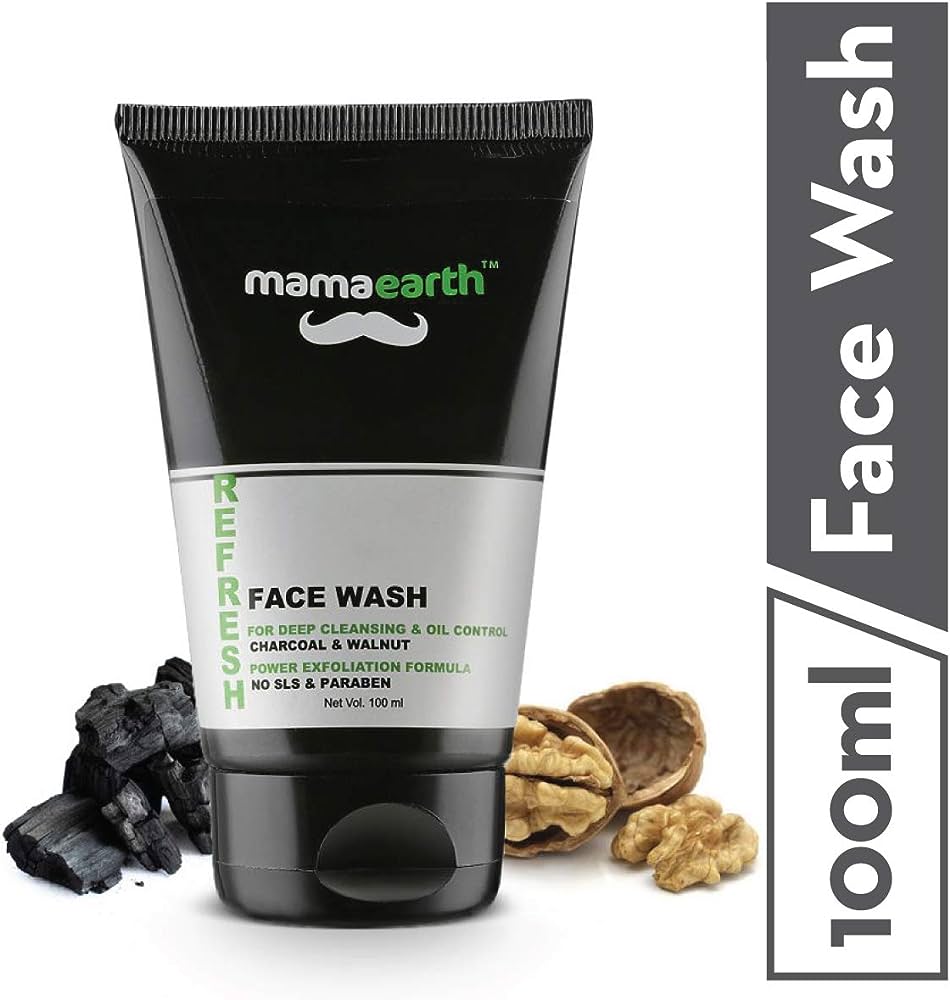 mamaearth™
REFRESH
FACE WASH
FOR DEEP CLEANSING & OIL CONTROL
CHARCOAL & WALNUT
POWER EXFOLIATION FORMULA
NO SLS & PARABEN
Net Vol. 100 ml
100ml/Face Wash